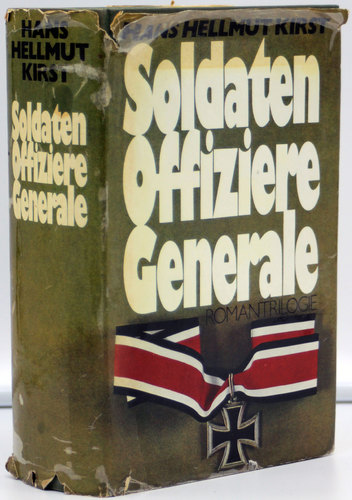 HANS
HELLMUT
KIRST
Soldaten
Offiziere
Generale
HANS HELLMUT KIRST
Soldaten
Offiziere
Generale
ROMANTRILOGIE